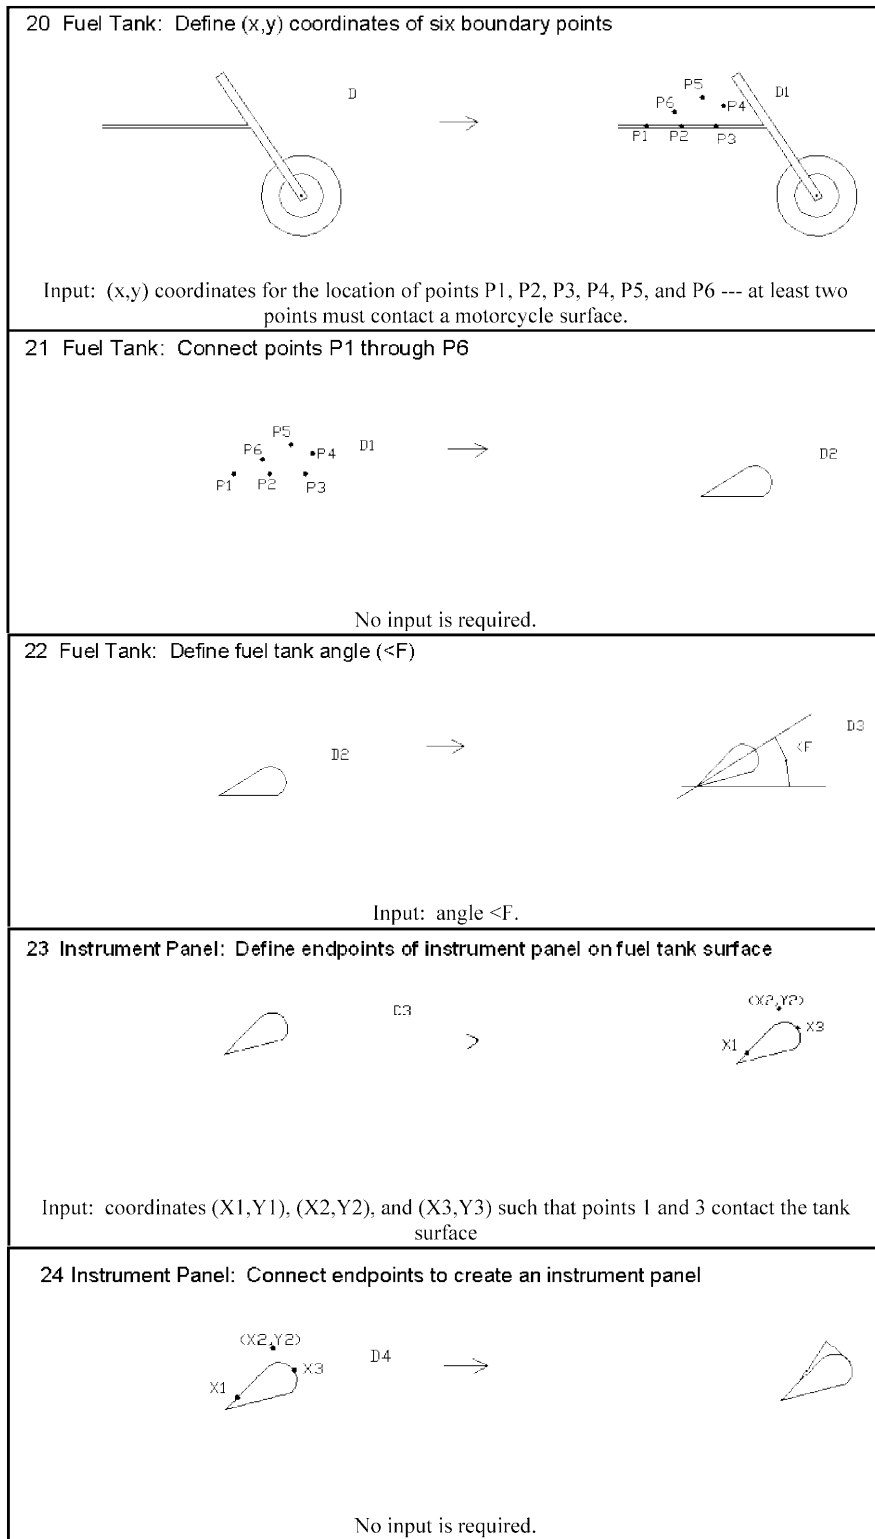 20 Fuel Tank: Define (x,y) coordinates of six boundary points
D
P5
D1
P6
P4
P1
P2
P3
Input: (x,y) coordinates for the location of points P1, P2, P3, P4, P5, and P6 --- at least two
points must contact a motorcycle surface.
21 Fuel Tank: Connect points P1 through P6
P5
D1
P6
P4
P1
P2
P3
D2
No input is required.
22 Fuel Tank: Define fuel tank angle (<F)
D2
D3
<F
Input: angle <F.
23 Instrument Panel: Define endpoints of instrument panel on fuel tank surface
D3
(X2,Y2)
X3
X1
Input: coordinates (X1,Y1), (X2,Y2), and (X3,Y3) such that points 1 and 3 contact the tank
surface
24 Instrument Panel: Connect endpoints to create an instrument panel
(X2,Y2)
D4
X3
X1
No input is required.